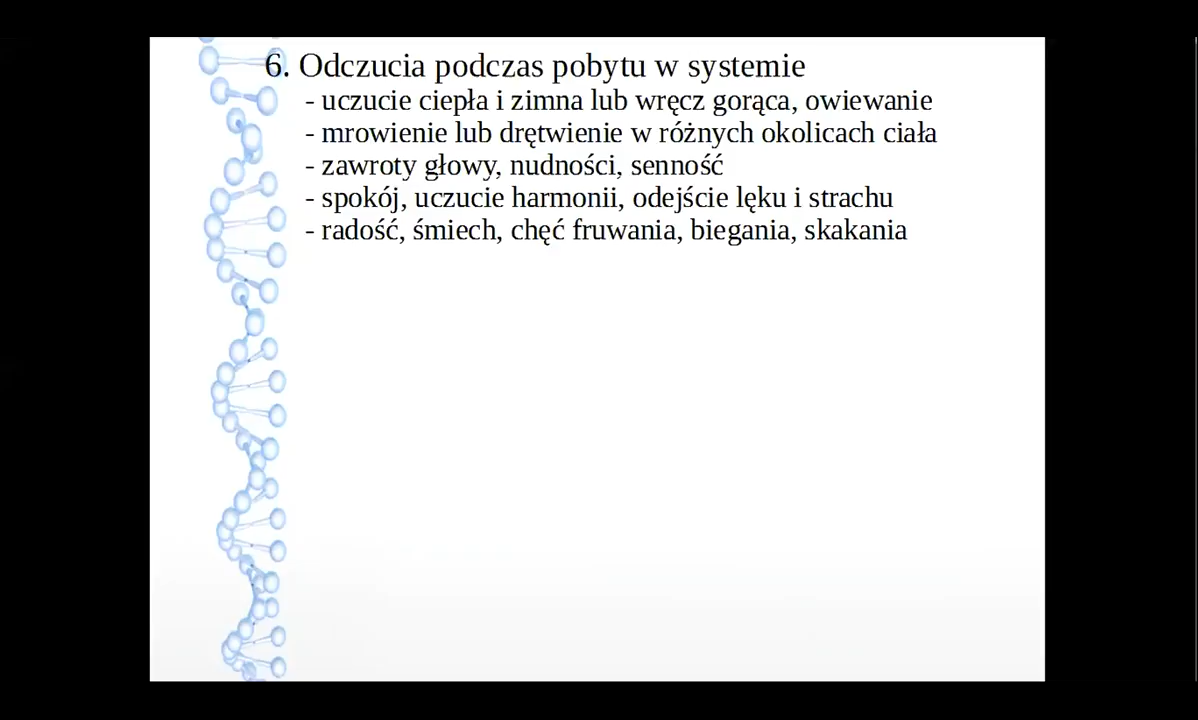 6. Odczucia podczas pobytu w systemie
- uczucie ciepła i zimna lub wręcz gorąca, owiewanie
- mrowienie lub drętwienie w różnych okolicach ciała
- zawroty głowy, nudności, senność
- spokój, uczucie harmonii, odejście lęku i strachu
- radość, śmiech, chęć fruwania, biegania, skakania